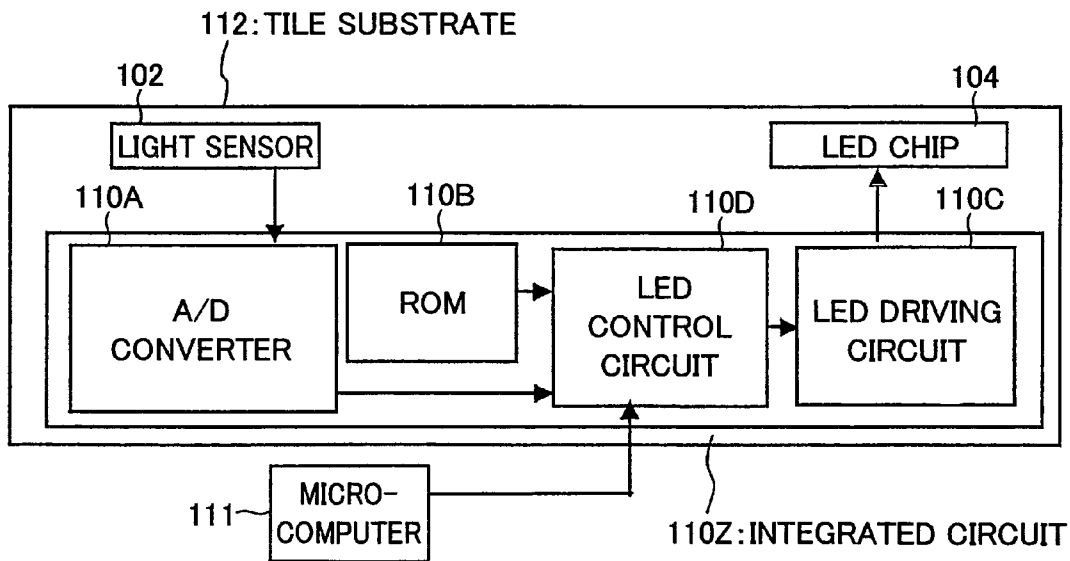 112: TILE SUBSTRATE
102
104
LIGHT SENSOR
LED CHIP
110A
110B
110D
110C
A/D
CONVERTER
ROM
LED
CONTROL
CIRCUIT
LED DRIVING
CIRCUIT
111
MICRO-
COMPUTER
110Z: INTEGRATED CIRCUIT